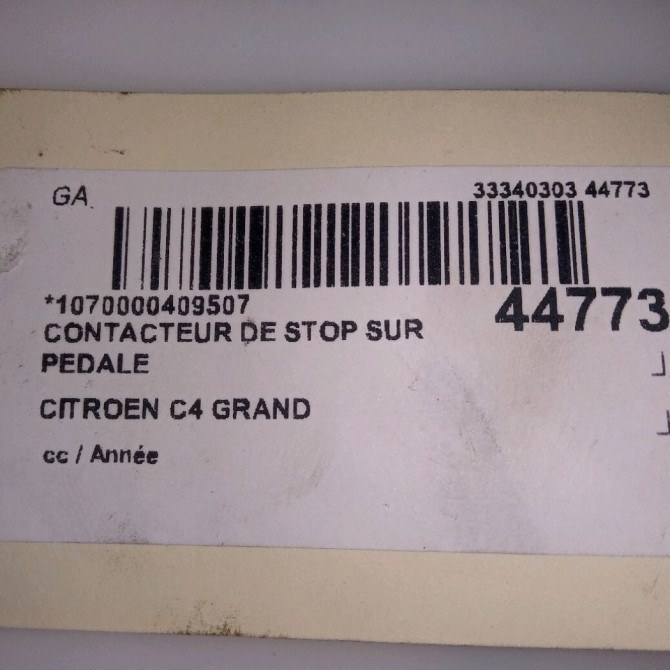 GA
33340303 44773
*1070000409507
44773
CONTACTEUR DE STOP SUR
PEDALE
CITROEN C4 GRAND
cc / Année